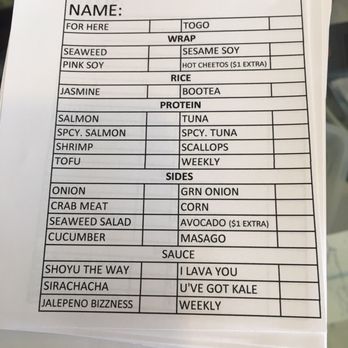 NAME:
FOR HERE TOGO
WRAP
SEAWEED SESAME SOY
PINK SOY HOT CHEETOS ($1 EXTRA)
RICE
JASMINE BOOTEA
PROTEIN
SALMON TUNA
SPCY. SALMON SPCY. TUNA
SHRIMP SCALLOPS
TOFU WEEKLY
SIDES
ONION GRN ONION
CRAB MEAT CORN
SEAWEED SALAD AVOCADO ($1 EXTRA)
CUCUMBER MASAGO
SAUCE
SHOYU THE WAY I LAVA YOU
SIRACHACHA U'VE GOT KALE
JALEPENO BIZZNESS WEEKLY